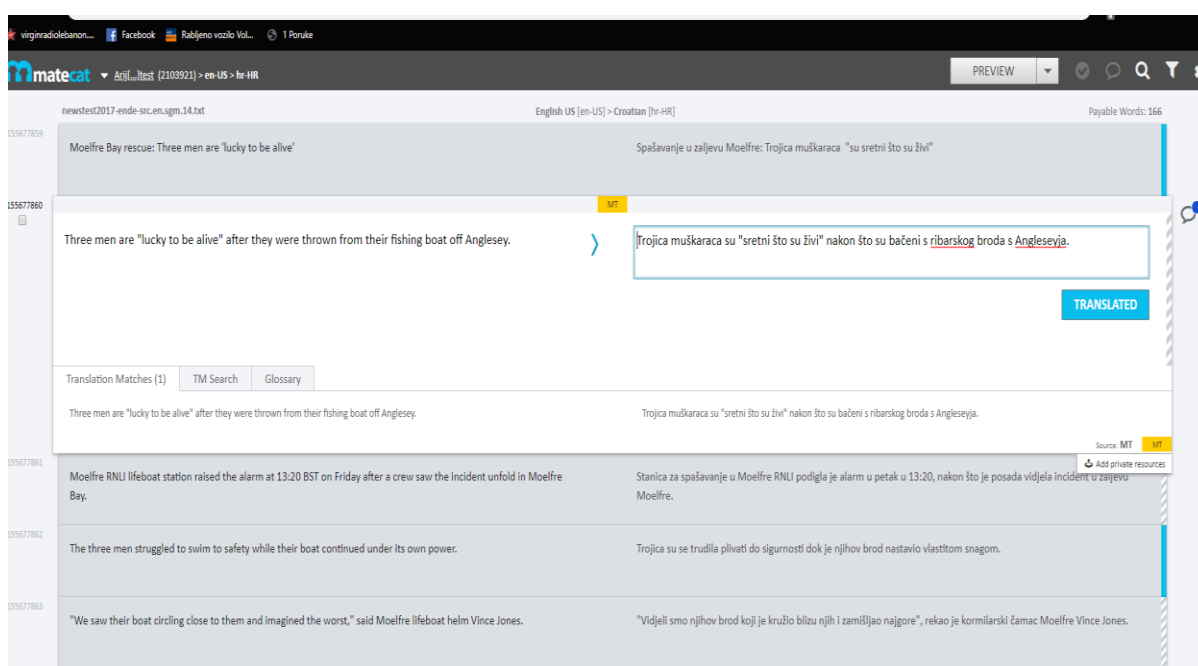 virginradiolebanon.... Facebook Rabljeno vozilo Vol... 1 Poruke
matecat Arij[...]test (2103921) > en-US > hr-HR PREVIEW
newstest2017-ende-src.en.sgm.14.txt English US [en-US] > Croatian [hr-HR] Payable Words: 166
155677859
Moelfre Bay rescue: Three men are 'lucky to be alive' Spašavanje u zaljevu Moelfre: Trojica muškaraca "su sretni što su živi"
155677860
MT
Three men are "lucky to be alive" after they were thrown from their fishing boat off Anglesey. Trojica muškaraca su "sretni što su živi" nakon što su bačeni s ribarskog broda s Angleseyja.
TRANSLATED
Translation Matches (1) TM Search Glossary
Three men are "lucky to be alive" after they were thrown from their fishing boat off Anglesey. Trojica muškaraca su "sretni što su živi" nakon što su bačeni s ribarskog broda s Angleseyja.
Source: MT MT
Add private resources
155677861
Moelfre RNLI lifeboat station raised the alarm at 13:20 BST on Friday after a crew saw the incident unfold in Moelfre Stanica za spašavanje u Moelfre RNLI podigla je alarm u petak u 13:20, nakon što je posada vidjela incident u zaljevu
Bay. Moelfre.
155677862
The three men struggled to swim to safety while their boat continued under its own power. Trojica su se trudila plivati do sigurnosti dok je njihov brod nastavio vlastitom snagom.
155677863
"We saw their boat circling close to them and imagined the worst," said Moelfre lifeboat helm Vince Jones. "Vidjeli smo njihov brod koji je kružio blizu njih i zamišljao najgore", rekao je kormilarski čamac Moelfre Vince Jones.